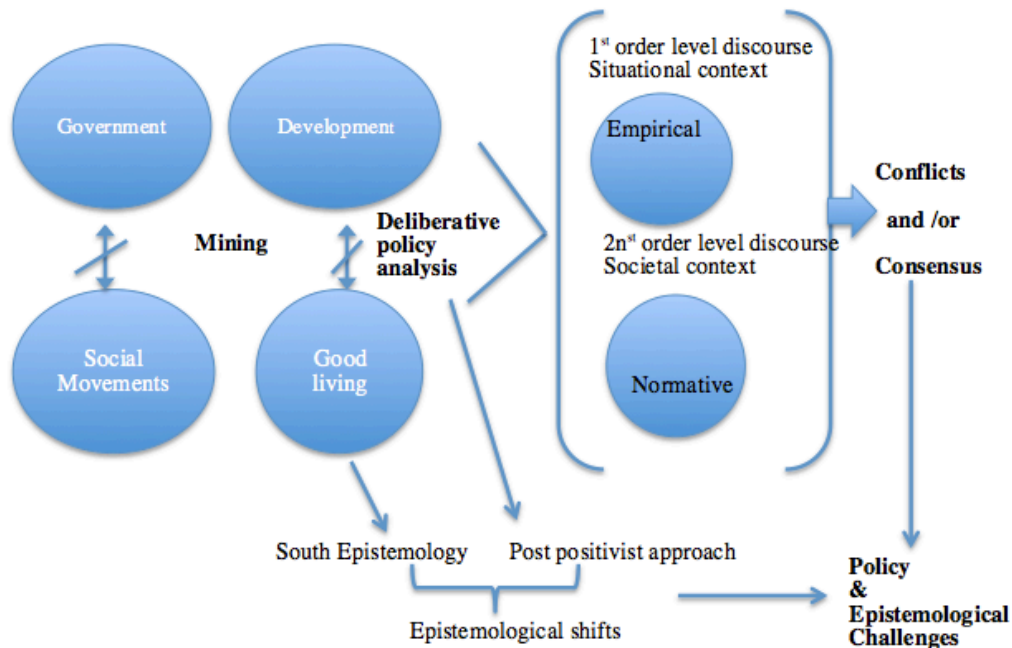 Government
Development
Mining
Deliberative
policy
analysis
Social
Movements
Good
living
1st order level discourse
Situational context
Empirical
2nst order level discourse
Societal context
Normative
Conflicts
and /or
Consensus
South Epistemology
Post positivist approach
Epistemological shifts
Policy
&
Epistemological
Challenges